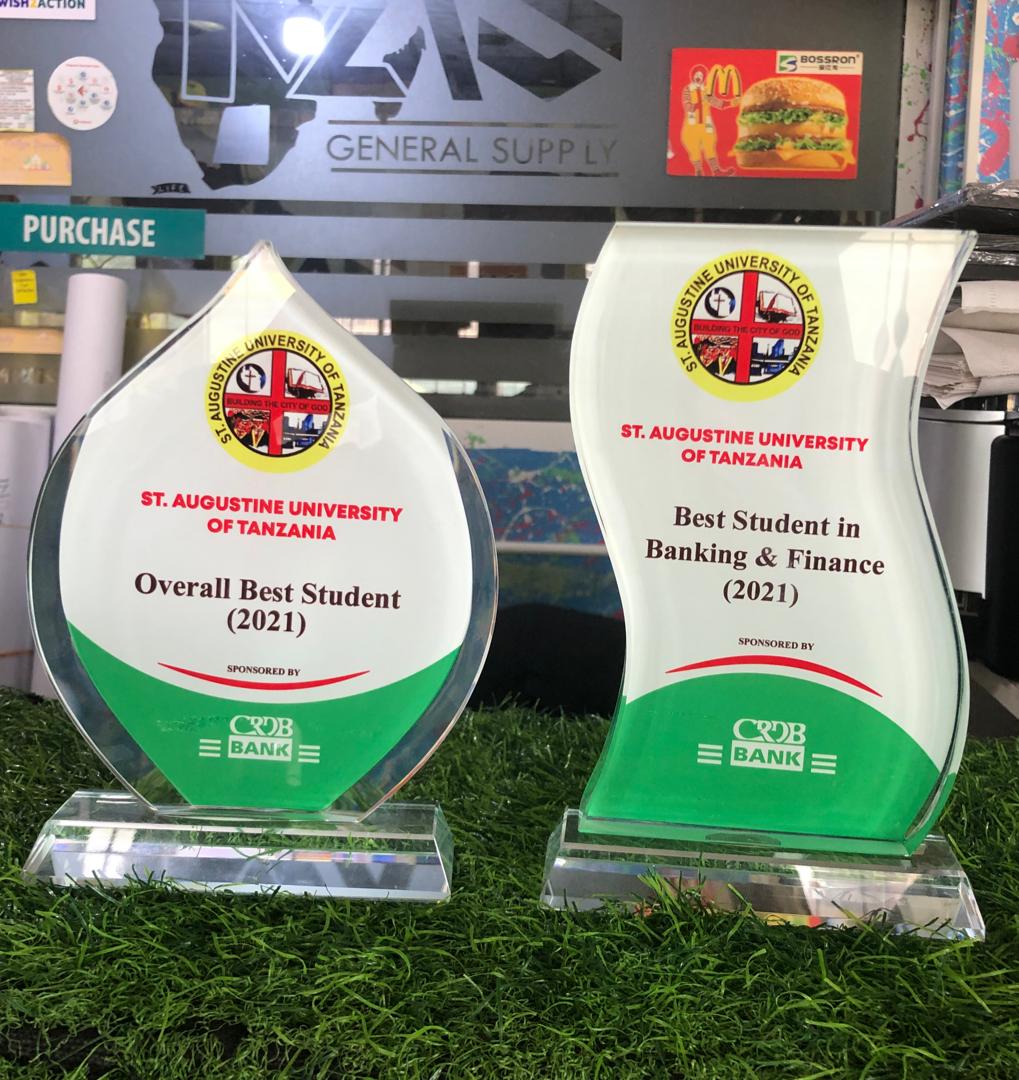 WISH2ACTION
GENERAL SUPPLY
LIFE
BOSSRON
PURCHASE
ST. AUGUSTINE UNIVERSITY OF TANZANIA
BUILDING THE CITY OF GOD
ST. AUGUSTINE UNIVERSITY
OF TANZANIA
Overall Best Student
(2021)
SPONSORED BY
CRDB
BANK
ST. AUGUSTINE UNIVERSITY OF TANZANIA
BUILDING THE CITY OF GOD
ST. AUGUSTINE UNIVERSITY
OF TANZANIA
Best Student in
Banking & Finance
(2021)
SPONSORED BY
CRDB
BANK